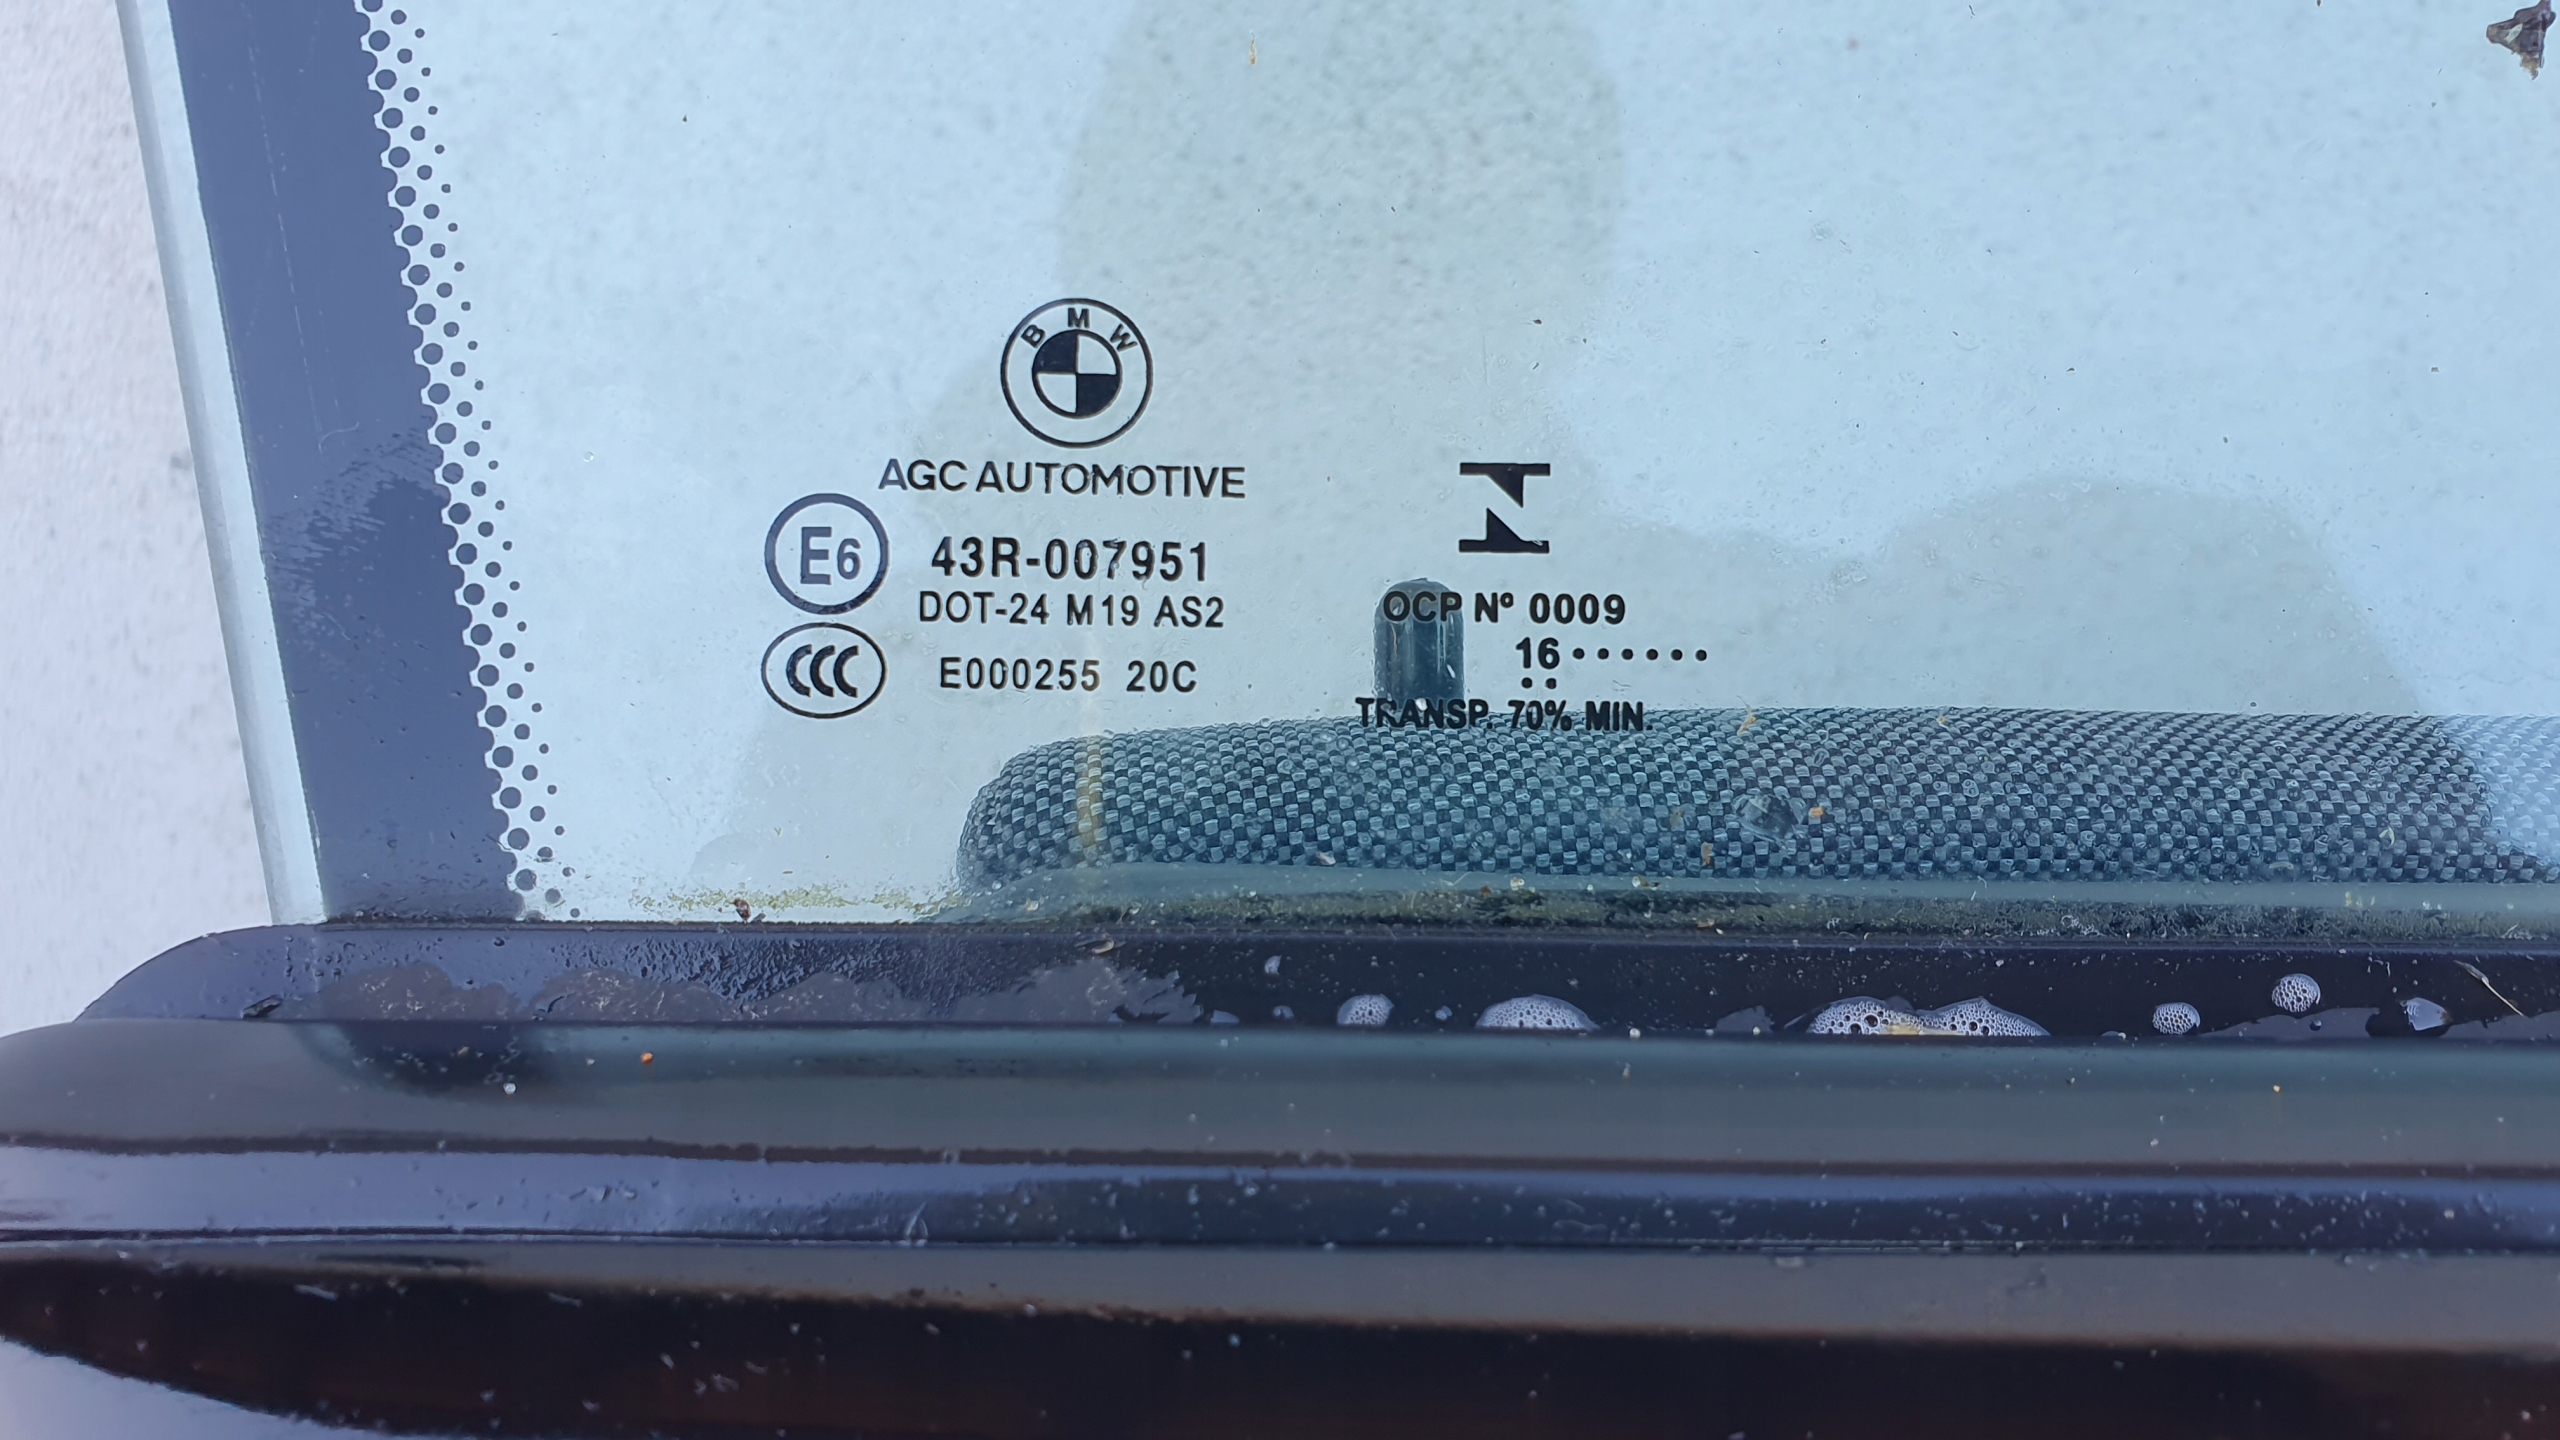 BMW
AGC AUTOMOTIVE
E6
43R-007951
DOT-24 M19 AS2
CCC
E000255 20C
OCP Nº 0009
16 ······
··
TRANSP. 70% MIN.